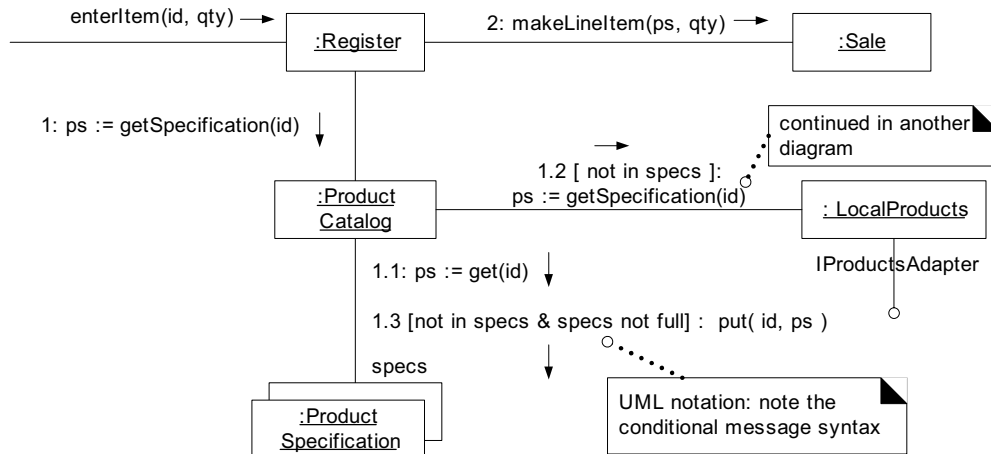 enterItem(id, qty)
:Register
2: makeLineItem(ps, qty)
:Sale
1: ps := getSpecification(id)
continued in another
diagram
1.2 [ not in specs ]:
ps := getSpecification(id)
:Product
Catalog
: LocalProducts
IProductsAdapter
1.1: ps := get(id)
1.3 [not in specs & specs not full] : put( id, ps )
specs
:Product
Specification
UML notation: note the
conditional message syntax